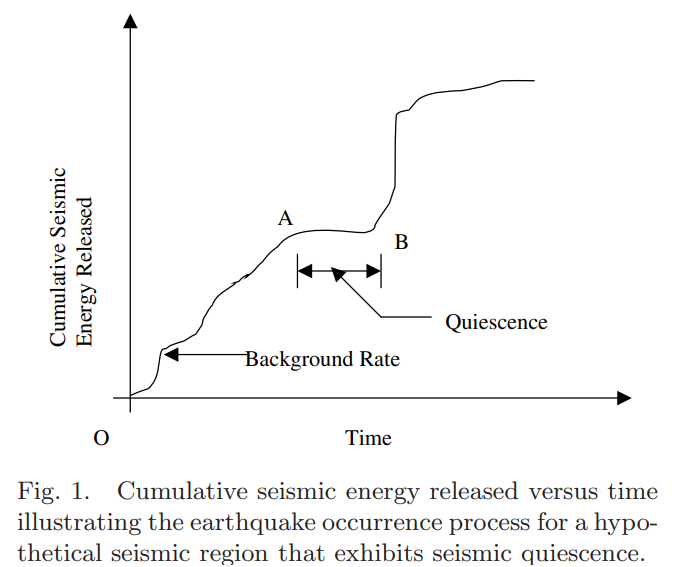 Cumulative Seismic
Energy Released
A
B
Quiescence
Background Rate
O
Time
Fig. 1. Cumulative seismic energy released versus time
illustrating the earthquake occurrence process for a hypo-
thetical seismic region that exhibits seismic quiescence.